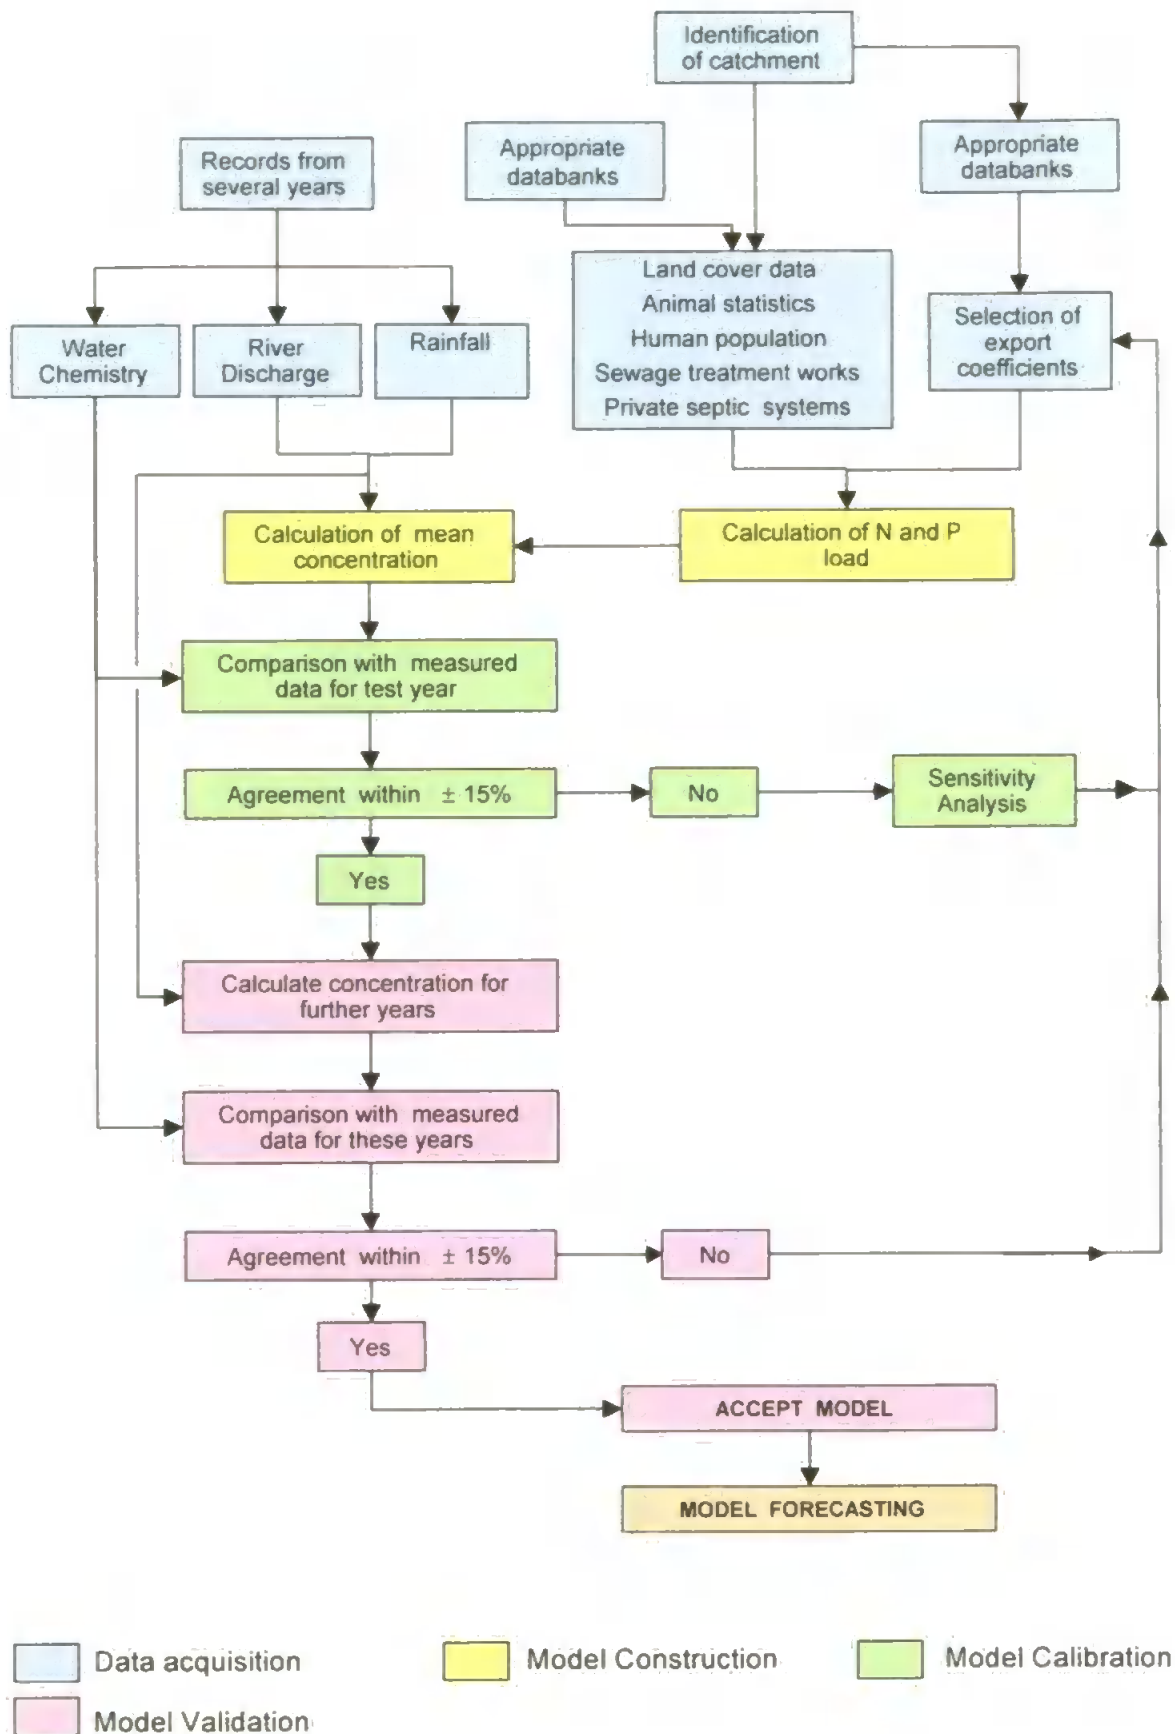 Identification
of catchment
Appropriate
databanks
Appropriate
databanks
Records from
several years
Land cover data
Animal statistics
Human population
Sewage treatment works
Private septic systems
Selection of
export
coefficients
Water
Chemistry
River
Discharge
Rainfall
Calculation of mean
concentration
Calculation of N and P
load
Comparison with measured
data for test year
Agreement within ± 15%
No
Sensitivity
Analysis
Yes
Calculate concentration for
further years
Comparison with measured
data for these years
Agreement within ± 15%
No
Yes
ACCEPT MODEL
MODEL FORECASTING
Data acquisition
Model Construction
Model Calibration
Model Validation